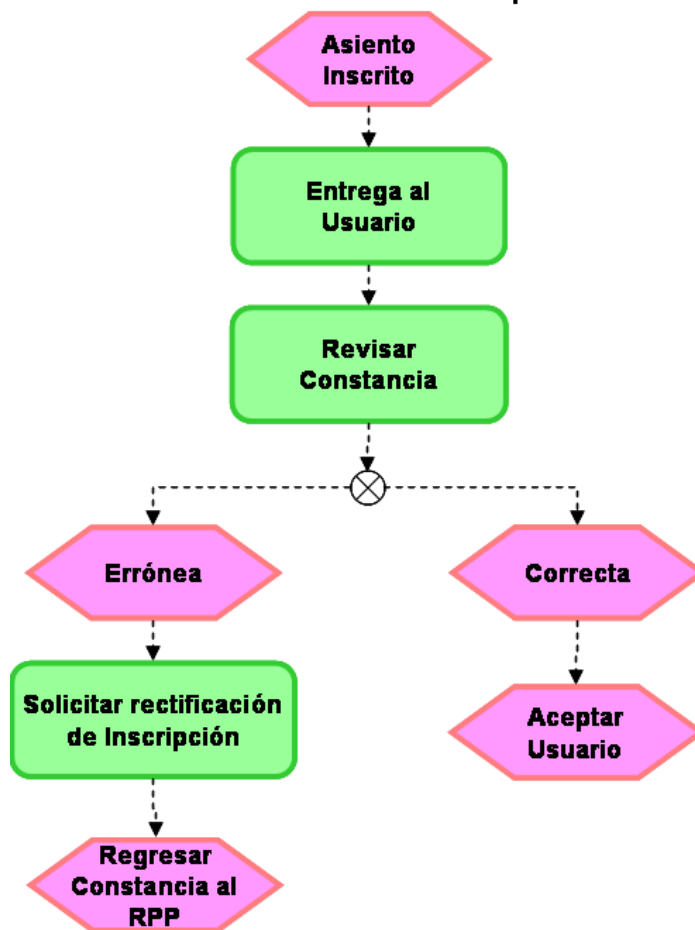 Asiento
Inscrito
Entrega al
Usuario
Revisar
Constancia
Errónea
Correcta
Solicitar rectificación
de Inscripción
Aceptar
Usuario
Regresar
Constancia al
RPP